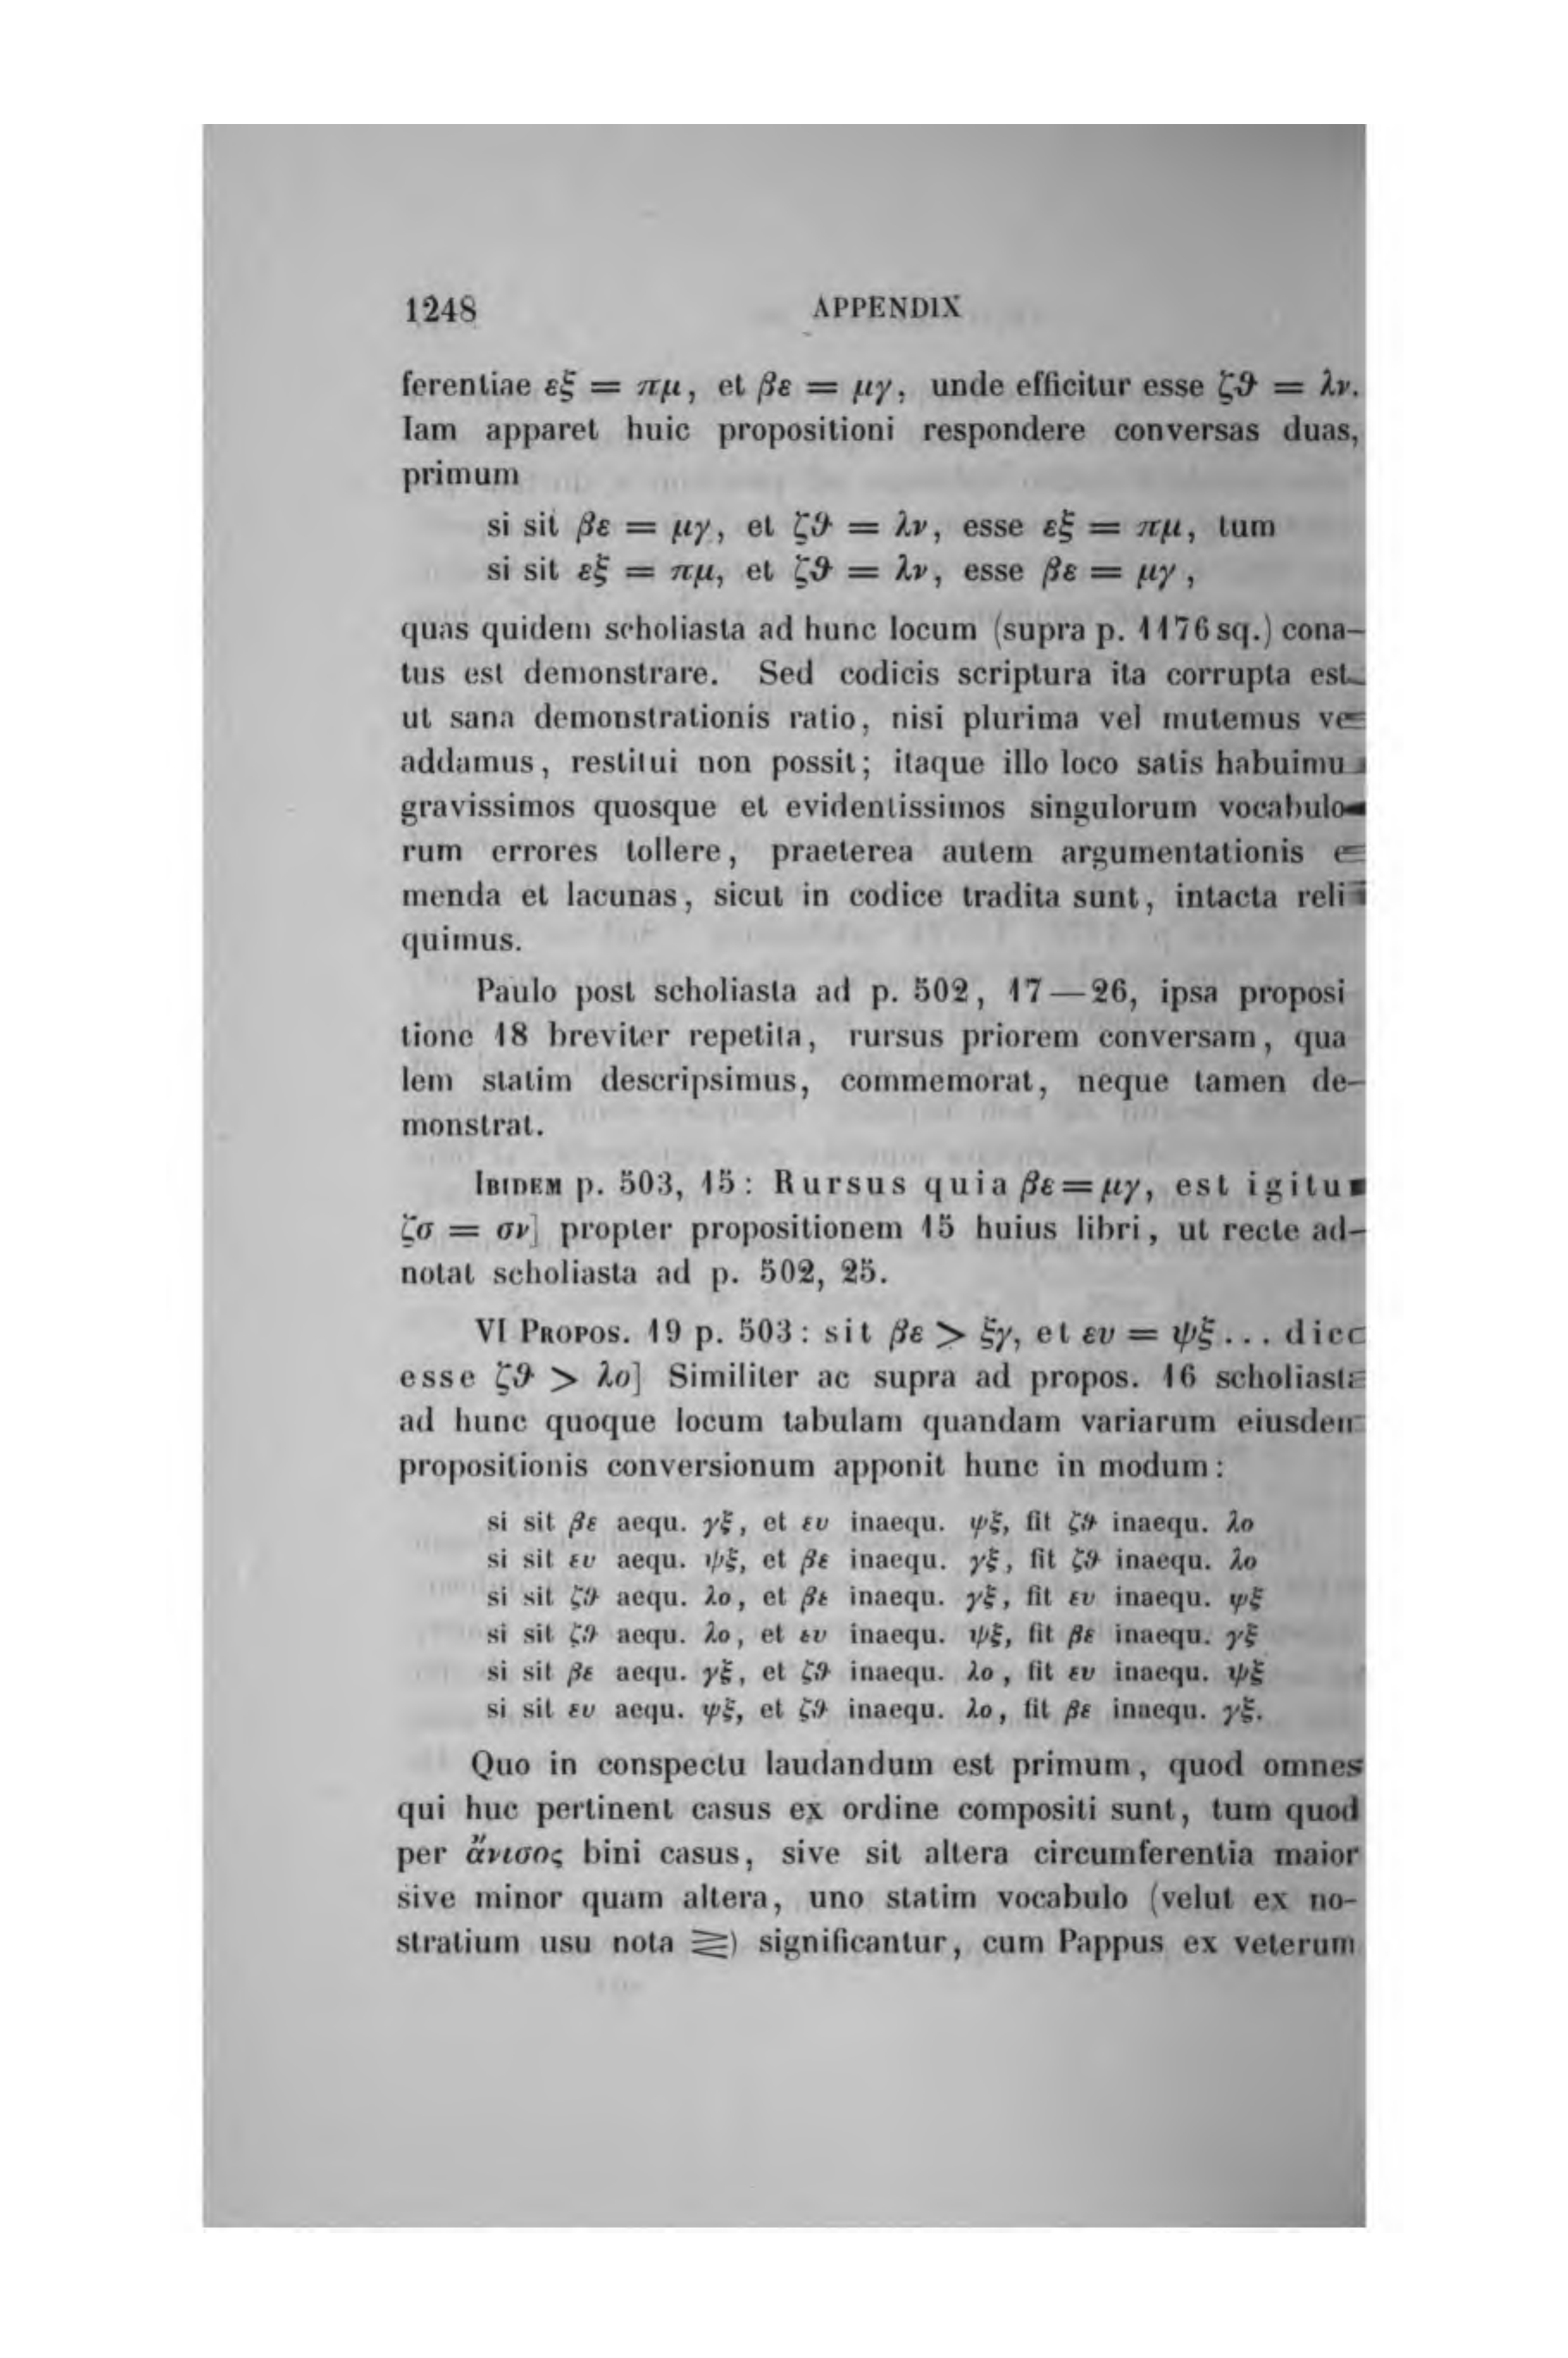 1248 APPENDIX
ferentiae εξ = πμ, et βε = μγ, unde efficitur esse ζϑ = λν.
Iam apparet huic propositioni respondere conversas duas,
primum
si sit βε = μγ, et ζϑ = λν, esse εξ = πμ, tum
si sit εξ = πμ, et ζϑ = λν, esse βε = μγ,
quas quidem scholiasta ad hunc locum (supra p. 1176 sq.) cona-
tus est demonstrare. Sed codicis scriptura ita corrupta est
ut sana demonstrationis ratio, nisi plurima vel mutemus
addamus, restitui non possit; itaque illo loco satis habuimu
gravissimos quosque et evidentissimos singulorum vocabulo-
rum errores tollere, praeterea autem argumentationis
menda et lacunas, sicut in codice tradita sunt, intacta reli
quimus.
Paulo post scholiasta ad p. 502, 17—26, ipsa proposi
tione 18 breviter repetita, rursus priorem conversam, qua
lem statim descripsimus, commemorat, neque tamen de-
monstrat.
IBIDEM p. 503, 15: Rursus quia βε=μγ, est igitu
ζσ = σν] propter propositionem 15 huius libri, ut recte ad-
notat scholiasta ad p. 502, 25.
VI PROPOS. 19 p. 503: sit βε > ξγ, et ευ = ψξ... dico
esse ζϑ > λο] Similiter ac supra ad propos. 16 scholiasta
ad hunc quoque locum tabulam quandam variarum eiusdem
propositionis conversionum apponit hunc in modum:
si sit βε aequ. γξ, et ευ inaequ. ψξ, fit ζϑ inaequ. λο
si sit ευ aequ. ψξ, et βε inaequ. γξ, fit ζϑ inaequ. λο
si sit ζϑ aequ. λο, et βε inaequ. γξ, fit ευ inaequ. ψξ
si sit ζϑ aequ. λο, et ευ inaequ. ψξ, fit βε inaequ. γξ
si sit βε aequ. γξ, et ζϑ inaequ. λο, fit ευ inaequ. ψξ
si sit ευ aequ. ψξ, et ζϑ inaequ. λο, fit βε inaequ. γξ.
Quo in conspectu laudandum est primum, quod omnes
qui huc pertinent casus ex ordine compositi sunt, tum quod
per ἄνισος bini casus, sive sit altera circumferentia maior
sive minor quam altera, uno statim vocabulo (velut ex no-
stratium usu nota ≷) significantur, cum Pappus ex veterum